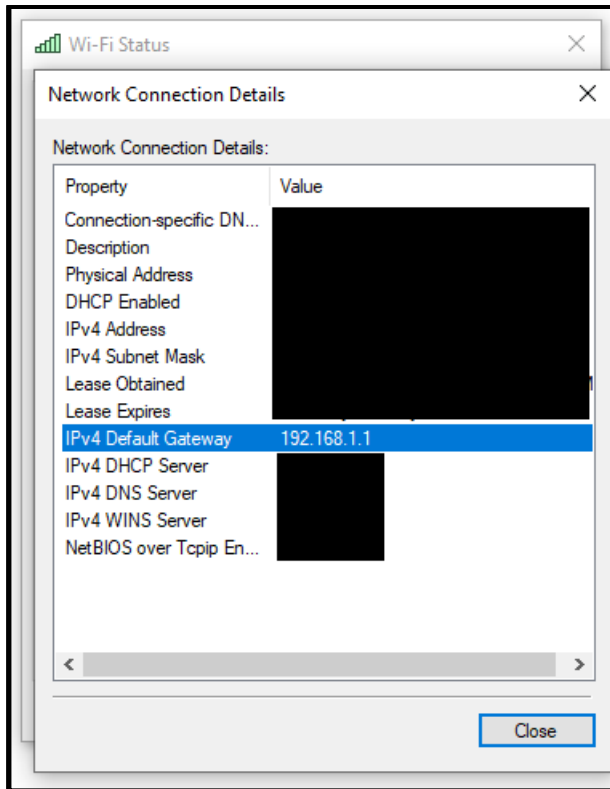 Wi-Fi Status
Network Connection Details
Network Connection Details:
Property Value
Connection-specific DN...
Description
Physical Address
DHCP Enabled
IPv4 Address
IPv4 Subnet Mask
Lease Obtained
Lease Expires
IPv4 Default Gateway 192.168.1.1
IPv4 DHCP Server
IPv4 DNS Server
IPv4 WINS Server
NetBIOS over Tcpip En...
Close